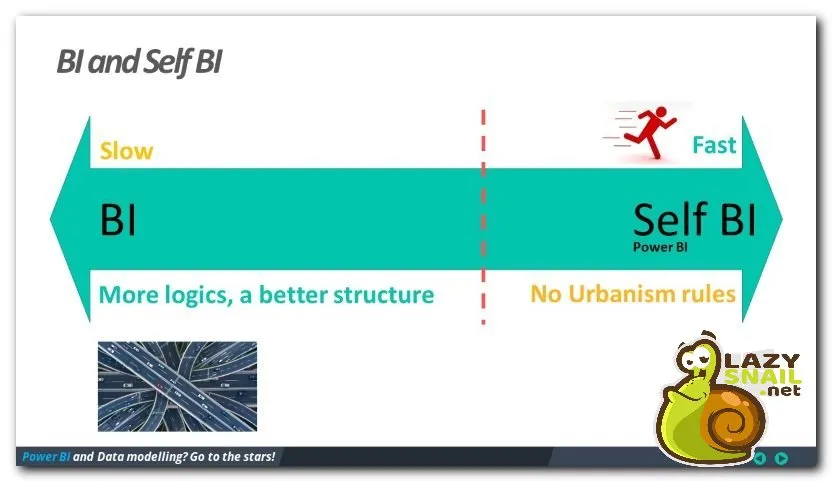 BI and Self BI
Slow
Fast
BI
Self BI
Power BI
More logics, a better structure
No Urbanism rules
LAZY
SNAIL
.net
Power BI and Data modelling? Go to the stars!